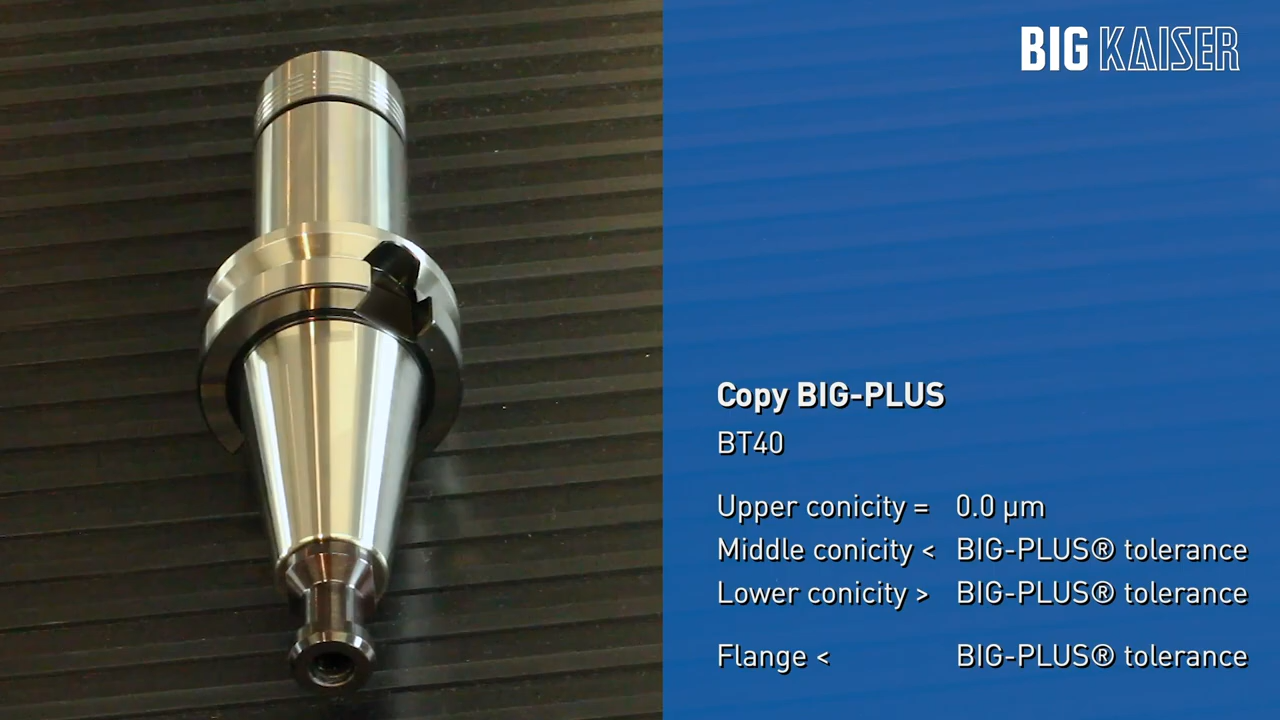 BIG KAISER
Copy BIG-PLUS
BT40
Upper conicity = 0.0 µm
Middle conicity < BIG-PLUS® tolerance
Lower conicity > BIG-PLUS® tolerance
Flange < BIG-PLUS® tolerance